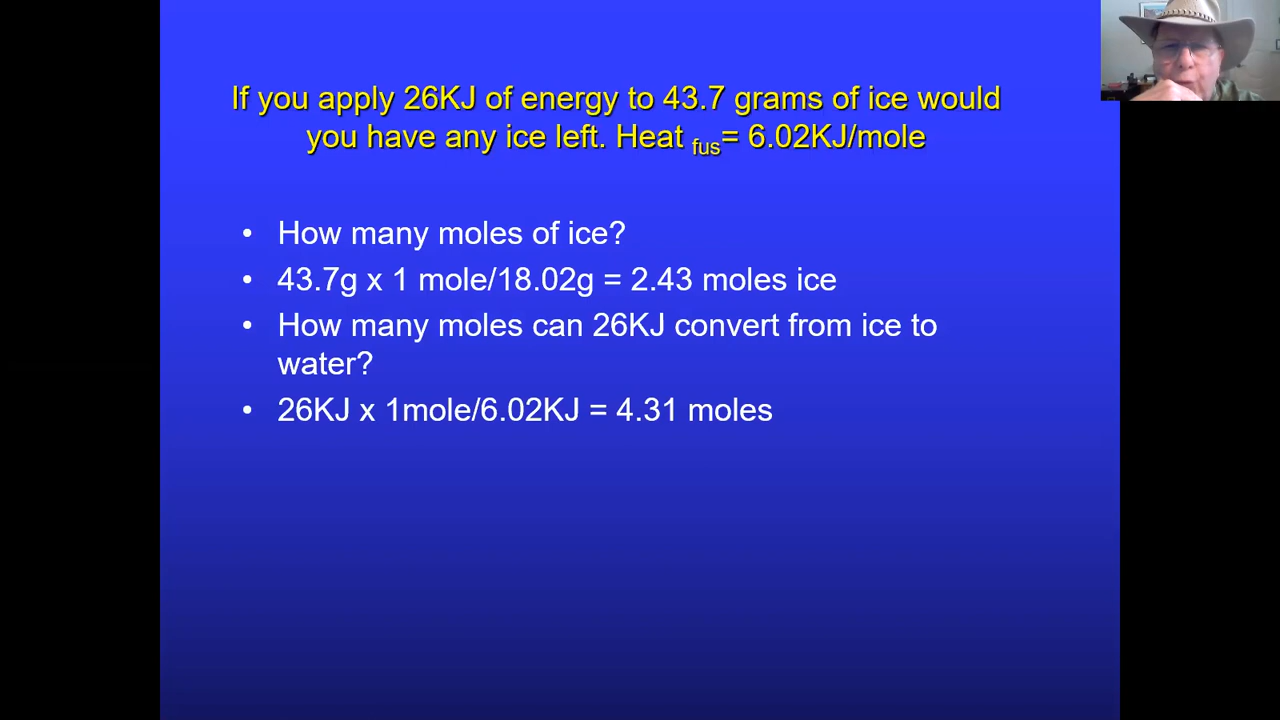 If you apply 26KJ of energy to 43.7 grams of ice would
you have any ice left. Heat fus= 6.02KJ/mole
• How many moles of ice?
• 43.7g x 1 mole/18.02g = 2.43 moles ice
• How many moles can 26KJ convert from ice to
water?
• 26KJ x 1mole/6.02KJ = 4.31 moles